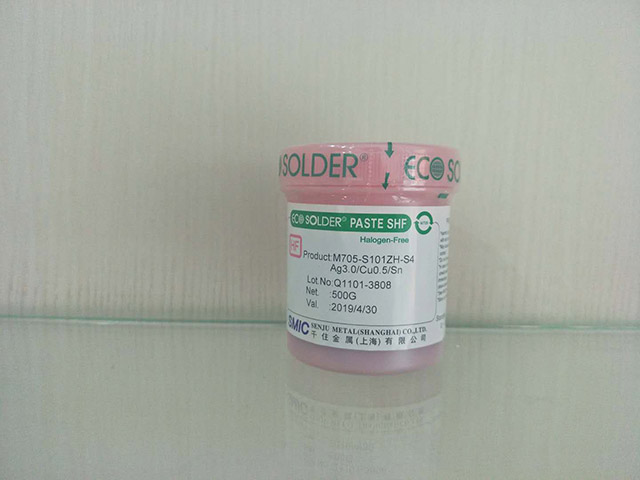 SOLDER®
ECO SO
ECO SOLDER® PASTE SHF
Halogen-Free
HF
Product:M705-S101ZH-S4
Ag3.0/Cu0.5/Sn
Lot No:Q1101-3808
Net. :500G
Val. :2019/4/30
SMIC SENJU METAL(SHANGHAI) CO.,LTD.
千住金属(上海)有限公司